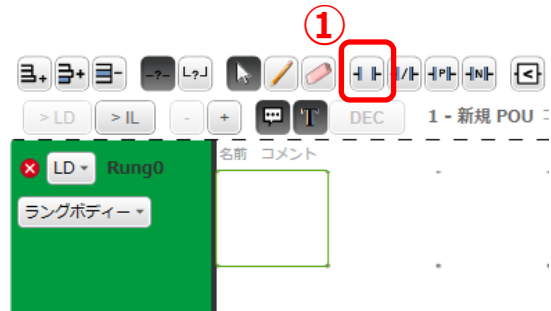 ①
-?- -?- P N <
> LD > IL - + T DEC 1 - 新規 POU
名前 コメント
LD Rung0
ラングボディー